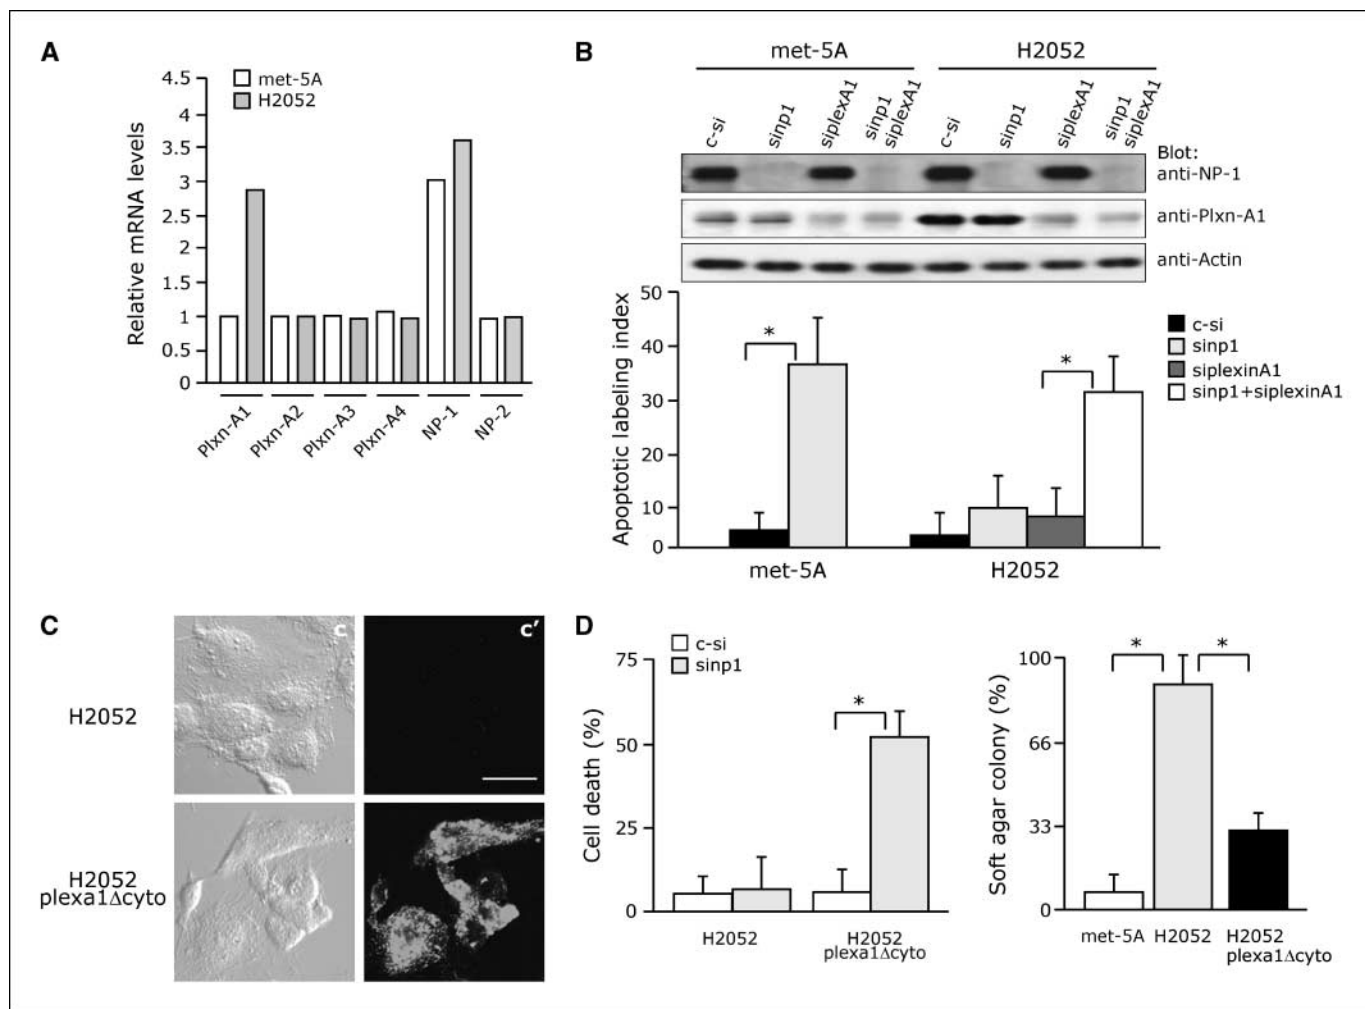 A
4.5
4
3.5
3
2.5
2
1.5
1
0.5
0
Relative mRNA levels
met-5A
H2052
Plxn-A1
Plxn-A2
Plxn-A3
Plxn-A4
NP-1
NP-2
B
met-5A
H2052
c-si
sinp1
siplexA1
sinp1
siplexA1
c-si
sinp1
siplexA1
sinp1
siplexA1
Blot:
anti-NP-1
anti-Plxn-A1
anti-Actin
50
40
30
20
10
0
Apoptotic labeling index
*
*
met-5A
H2052
c-si
sinp1
siplexinA1
sinp1+siplexinA1
C
c
c′
H2052
H2052
plexa1Δcyto
D
c-si
sinp1
75
50
25
0
Cell death (%)
*
H2052
H2052
plexa1Δcyto
100
66
33
0
Soft agar colony (%)
*
*
met-5A
H2052
H2052
plexa1Δcyto